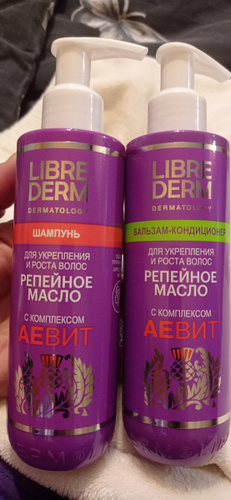 LIBRE
DERM
DERMATOLOGY
ШАМПУНЬ
ДЛЯ УКРЕПЛЕНИЯ
И РОСТА ВОЛОС
РЕПЕЙНОЕ
МАСЛО
С КОМПЛЕКСОМ
АЕВИТ
LIBRE
DERM
DERMATOLOGY
БАЛЬЗАМ-КОНДИЦИОНЕР
ДЛЯ УКРЕПЛЕНИЯ
И РОСТА ВОЛОС
РЕПЕЙНОЕ
МАСЛО
С КОМПЛЕКСОМ
АЕВИТ